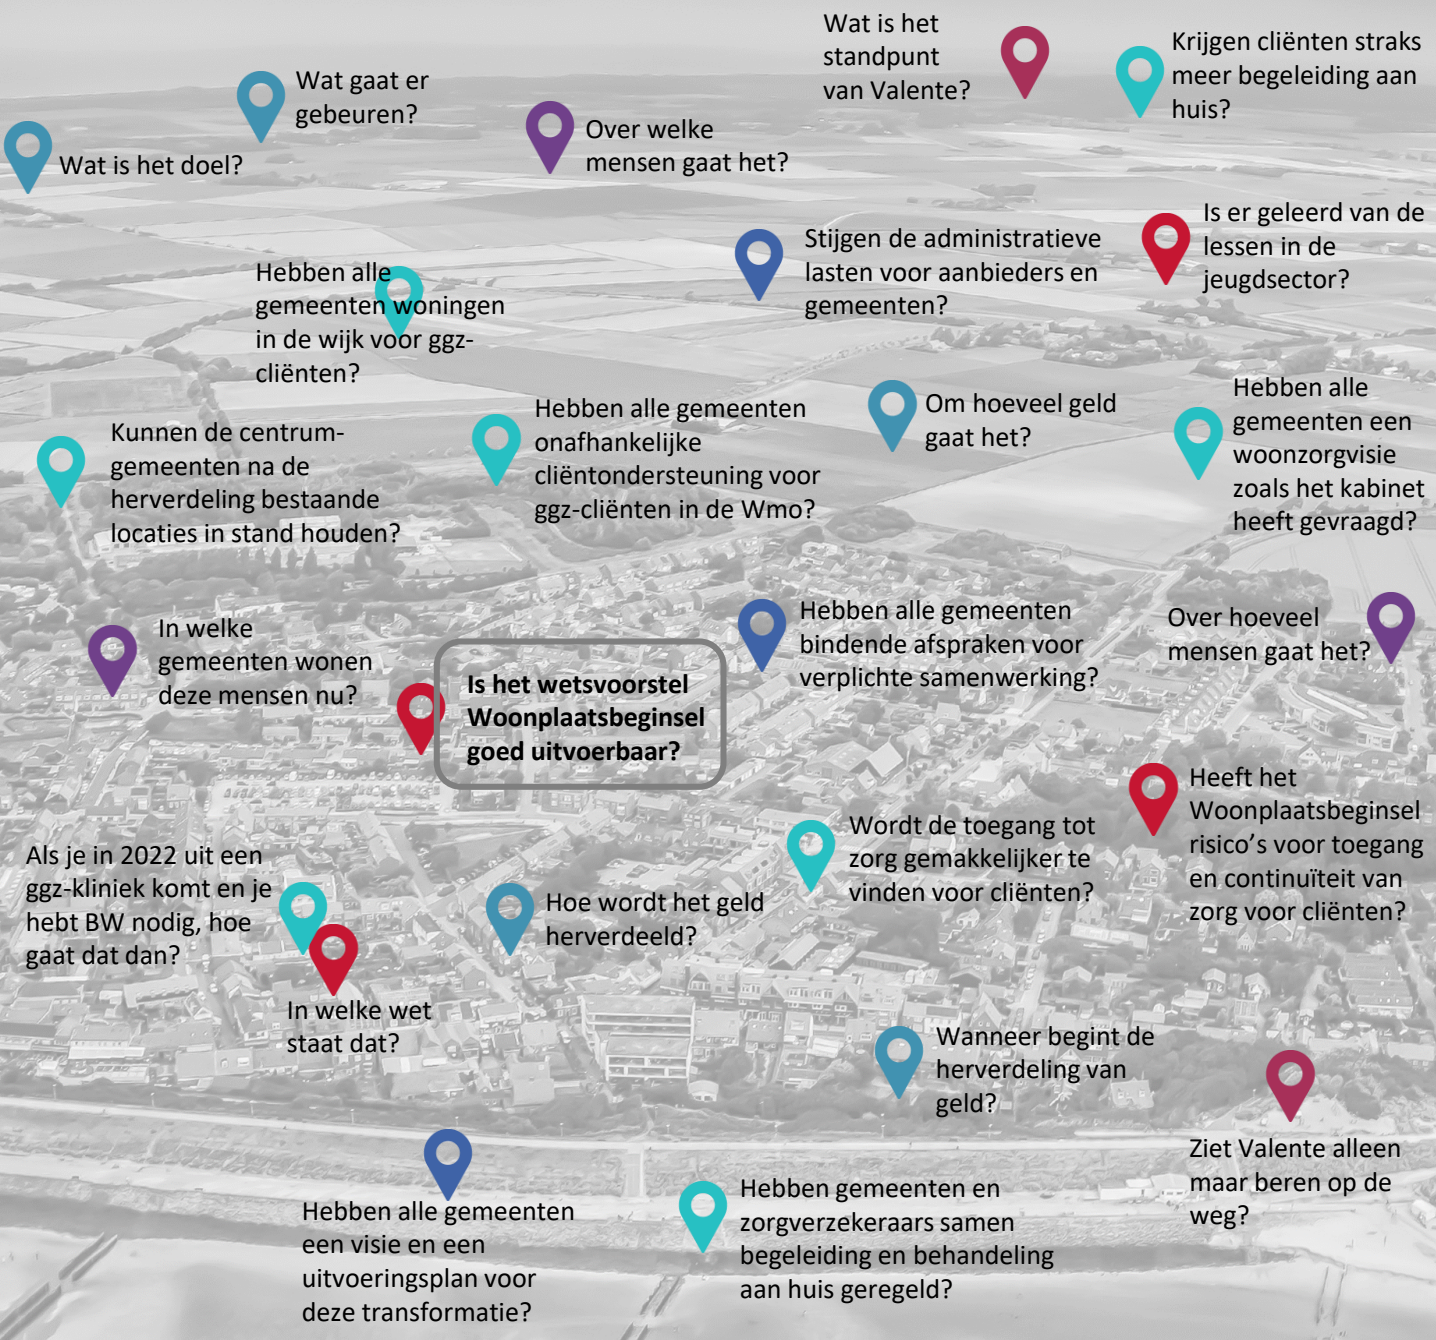 Wat is het
standpunt
van Valente?
Krijgen cliënten straks
meer begeleiding aan
huis?
Wat gaat er
gebeuren?
Over welke
mensen gaat het?
Wat is het doel?
Is er geleerd van de
lessen in de
jeugdsector?
Stijgen de administratieve
lasten voor aanbieders en
gemeenten?
Hebben alle
gemeenten woningen
in de wijk voor ggz-
cliënten?
Hebben alle
gemeenten een
woonzorgvisie
zoals het kabinet
heeft gevraagd?
Om hoeveel geld
gaat het?
Hebben alle gemeenten
onafhankelijke
cliëntondersteuning voor
ggz-cliënten in de Wmo?
Kunnen de centrum-
gemeenten na de
herverdeling bestaande
locaties in stand houden?
Hebben alle gemeenten
bindende afspraken voor
verplichte samenwerking?
Over hoeveel
mensen gaat het?
In welke
gemeenten wonen
deze mensen nu?
Is het wetsvoorstel
Woonplaatsbeginsel
goed uitvoerbaar?
Heeft het
Woonplaatsbeginsel
risico’s voor toegang
en continuïteit van
zorg voor cliënten?
Wordt de toegang tot
zorg gemakkelijker te
vinden voor cliënten?
Als je in 2022 uit een
ggz-kliniek komt en je
hebt BW nodig, hoe
gaat dat dan?
Hoe wordt het geld
herverdeeld?
In welke wet
staat dat?
Wanneer begint de
herverdeling van
geld?
Ziet Valente alleen
maar beren op de
weg?
Hebben alle gemeenten
een visie en een
uitvoeringsplan voor
deze transformatie?
Hebben gemeenten en
zorgverzekeraars samen
begeleiding en behandeling
aan huis geregeld?